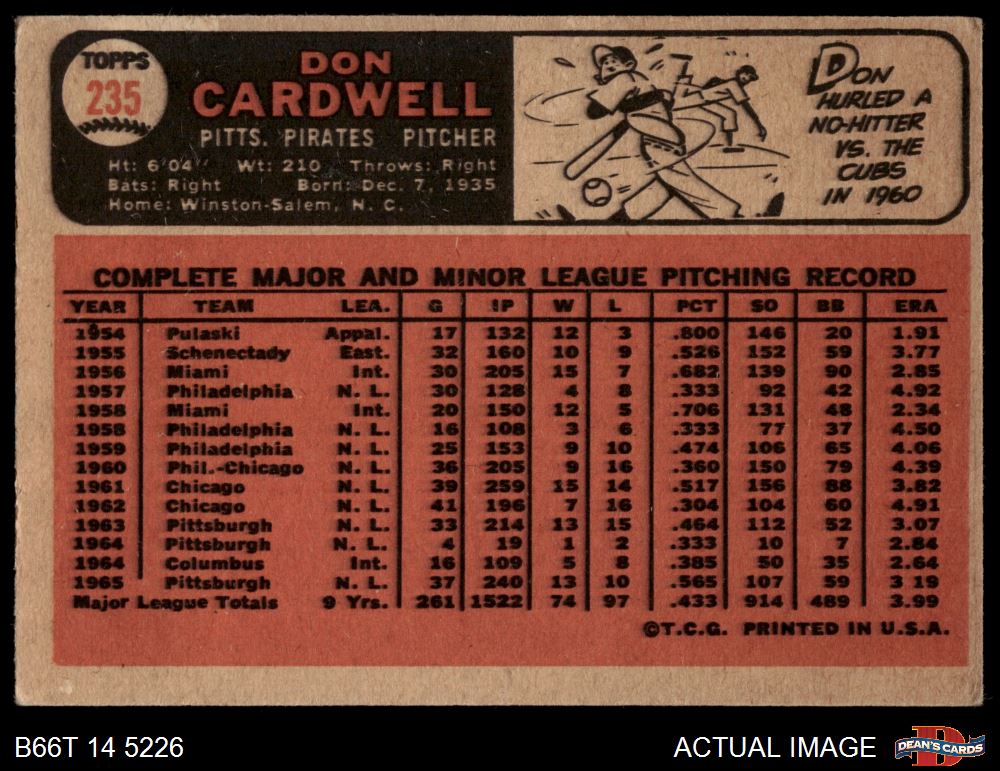 TOPPS
235
DON
CARDWELL
PITTS. PIRATES PITCHER
Ht: 6'04" Wt: 210 Throws: Right
Bats: Right Born: Dec. 7, 1935
Home: Winston-Salem, N. C.
DON
HURLED A
NO-HITTER
VS. THE
CUBS
IN 1960
COMPLETE MAJOR AND MINOR LEAGUE PITCHING RECORD
YEAR TEAM LEA. G IP W L PCT SO BB ERA
1954 Pulaski Appal. 17 132 12 3 .800 146 20 1.91
1955 Schenectady East. 32 160 10 9 .526 152 59 3.77
1956 Miami Int. 30 205 15 7 .682 139 90 2.85
1957 Philadelphia N. L. 30 128 4 8 .333 92 42 4.92
1958 Miami Int. 20 150 12 5 .706 131 48 2.34
1958 Philadelphia N. L. 16 108 3 6 .333 77 37 4.50
1959 Philadelphia N. L. 25 153 9 10 .474 106 65 4.06
1960 Phil.-Chicago N. L. 36 205 9 16 .360 150 79 4.39
1961 Chicago N. L. 39 259 15 14 .517 156 88 3.82
1962 Chicago N. L. 41 196 7 16 .304 104 60 4.91
1963 Pittsburgh N. L. 33 214 13 15 .464 112 52 3.07
1964 Pittsburgh N. L. 4 19 1 2 .333 10 7 2.84
1964 Columbus Int. 16 109 5 8 .385 50 35 2.64
1965 Pittsburgh N. L. 37 240 13 10 .565 107 59 3 19
Major League Totals 9 Yrs. 261 1522 74 97 .433 914 489 3.99
©T.C.G. PRINTED IN U.S.A.
B66T 14 5226
ACTUAL IMAGE
DEAN'S CARDS